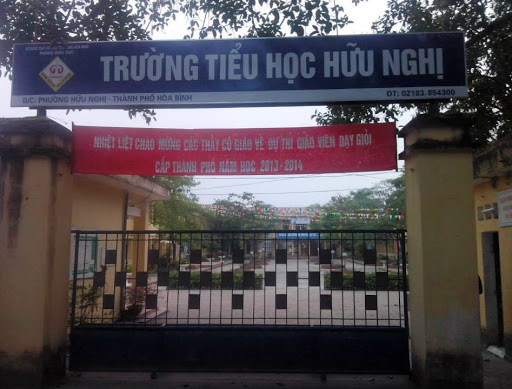 TRƯỜNG TIỂU HỌC HỮU NGHỊ
Đ/C: PHƯỜNG HỮU NGHỊ - THÀNH PHỐ HÒA BÌNH
ĐT: 02183.854300
NHIỆT LIỆT CHÀO MỪNG CÁC THẦY CÔ GIÁO VỀ DỰ THI GIÁO VIÊN DẠY GIỎI
CẤP THÀNH PHỐ NĂM HỌC 2013-2014